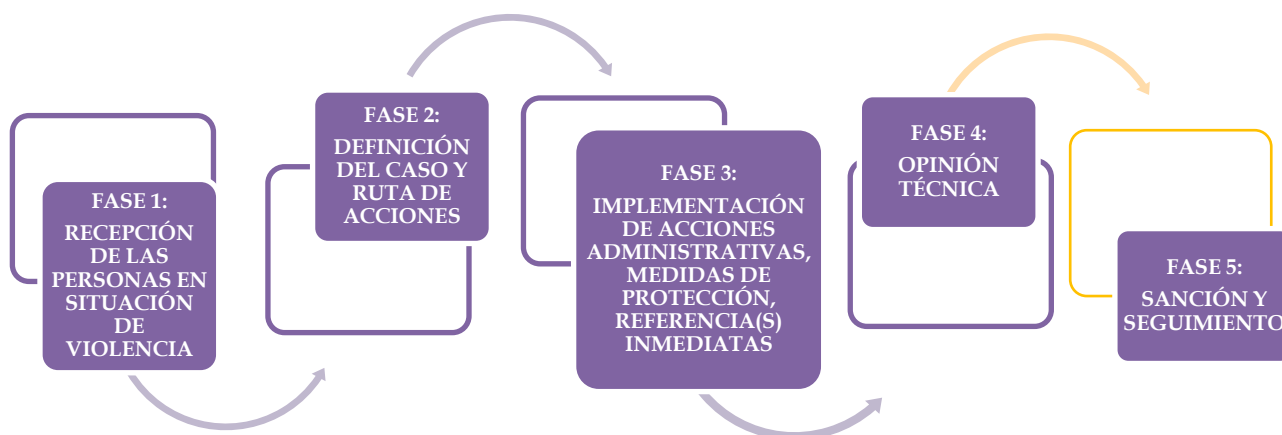 FASE 1:
RECEPCIÓN
DE LAS
PERSONAS EN
SITUACIÓN
DE
VIOLENCIA
FASE 2:
DEFINICIÓN
DEL CASO Y
RUTA DE
ACCIONES
FASE 3:
IMPLEMENTACIÓN
DE ACCIONES
ADMINISTRATIVAS,
MEDIDAS DE
PROTECCIÓN,
REFERENCIA(S)
INMEDIATAS
FASE 4:
OPINIÓN
TÉCNICA
FASE 5:
SANCIÓN Y
SEGUIMIENTO